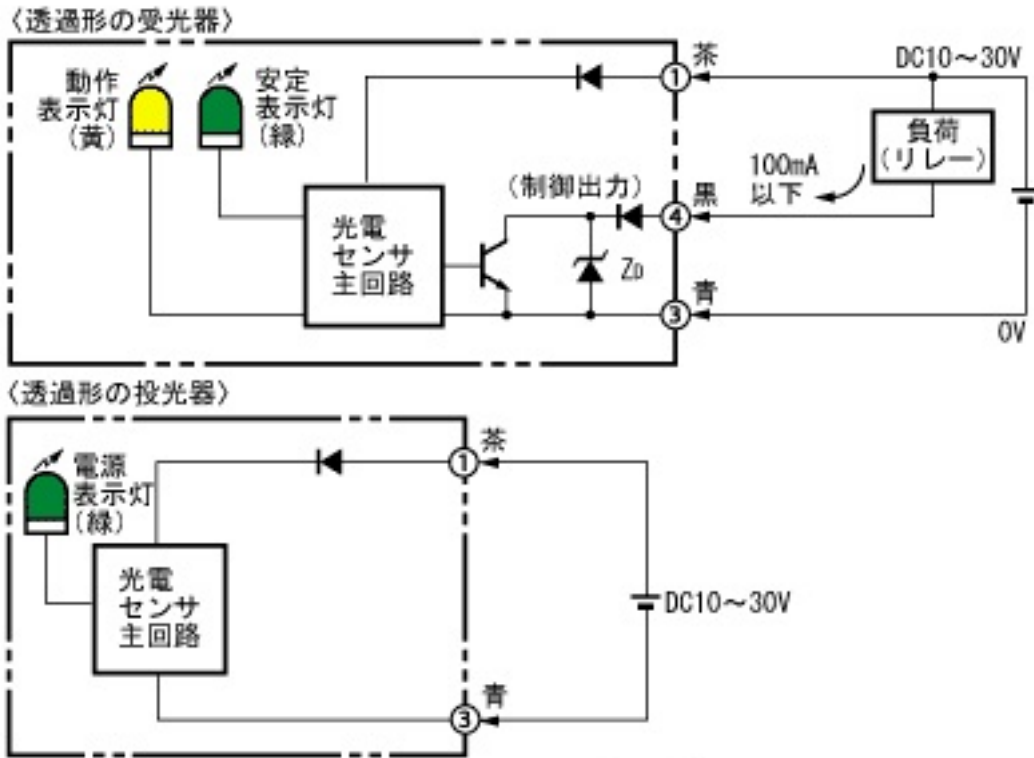 〈透過形の受光器〉
動作
表示灯
(黄)
安定
表示灯
(緑)
光電
センサ
主回路
(制御出力)
ZD
①
茶
④
黒
③
青
100mA
以下
DC10～30V
負荷
(リレー)
0V
〈透過形の投光器〉
電源
表示灯
(緑)
光電
センサ
主回路
①
茶
③
青
DC10～30V